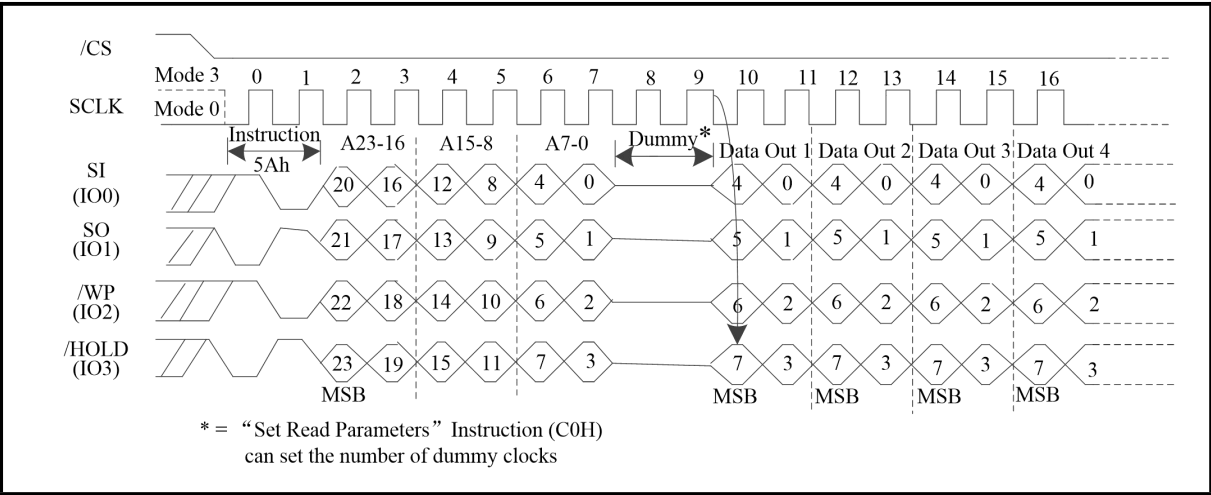 /CS
Mode 3 0 1 2 3 4 5 6 7 8 9 10 11 12 13 14 15 16
SCLK Mode 0
Instruction A23-16 A15-8 A7-0 Dummy*
5Ah Data Out 1 Data Out 2 Data Out 3 Data Out 4
SI
(IO0) 20 16 12 8 4 0 4 0 4 0 4 0 4 0
SO
(IO1) 21 17 13 9 5 1 5 1 5 1 5 1 5 1
/WP
(IO2) 22 18 14 10 6 2 6 2 6 2 6 2 6 2
/HOLD
(IO3) 23 19 15 11 7 3 7 3 7 3 7 3 7 3
MSB MSB MSB MSB MSB
* = “Set Read Parameters” Instruction (C0H)
can set the number of dummy clocks